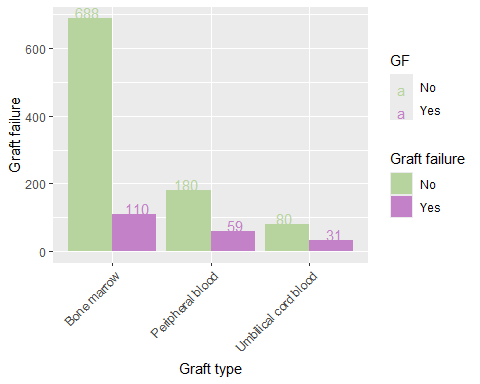 Graft failure
600
400
200
0
688
110
180
59
80
31
Bone marrow
Peripheral blood
Umbilical cord blood
Graft type
GF
a No
a Yes
Graft failure
No
Yes